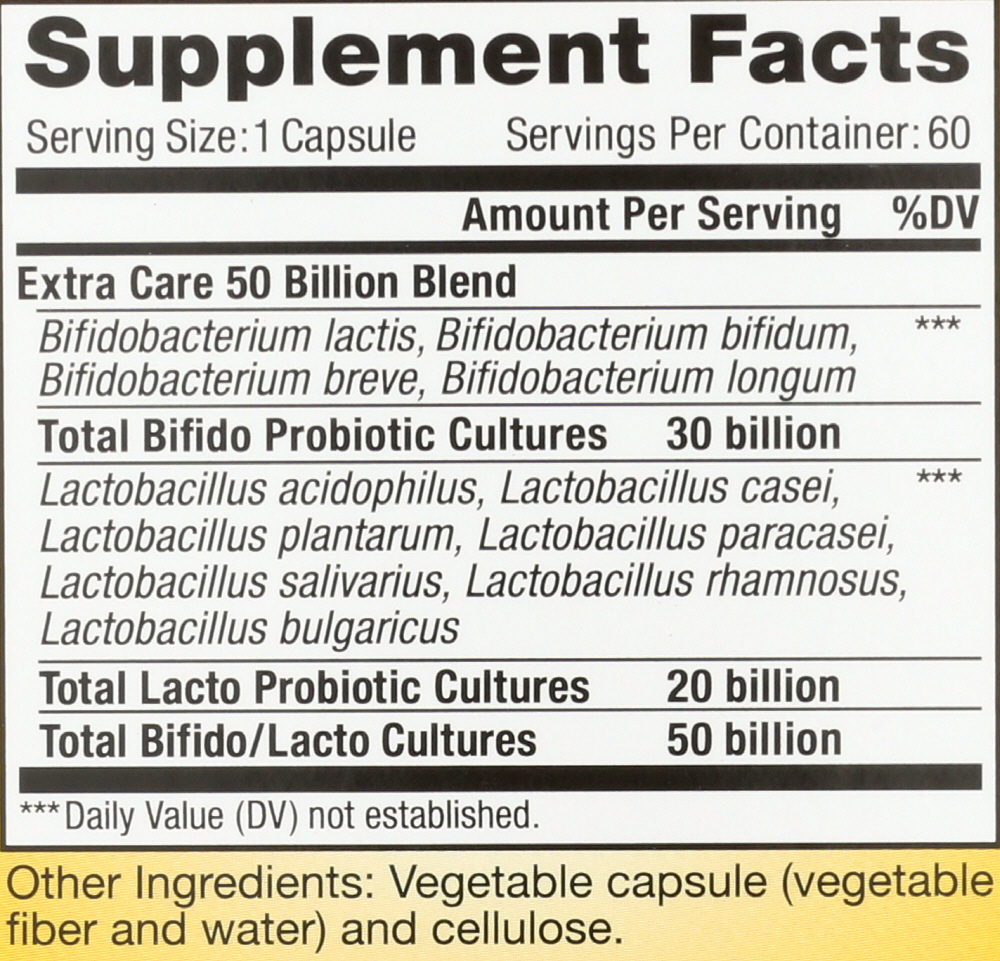 Supplement Facts
Serving Size: 1 Capsule Servings Per Container: 60
Amount Per Serving %DV
Extra Care 50 Billion Blend
Bifidobacterium lactis, Bifidobacterium bifidum, ***
Bifidobacterium breve, Bifidobacterium longum
Total Bifido Probiotic Cultures 30 billion
Lactobacillus acidophilus, Lactobacillus casei, ***
Lactobacillus plantarum, Lactobacillus paracasei,
Lactobacillus salivarius, Lactobacillus rhamnosus,
Lactobacillus bulgaricus
Total Lacto Probiotic Cultures 20 billion
Total Bifido/Lacto Cultures 50 billion
***Daily Value (DV) not established.
Other Ingredients: Vegetable capsule (vegetable
fiber and water) and cellulose.